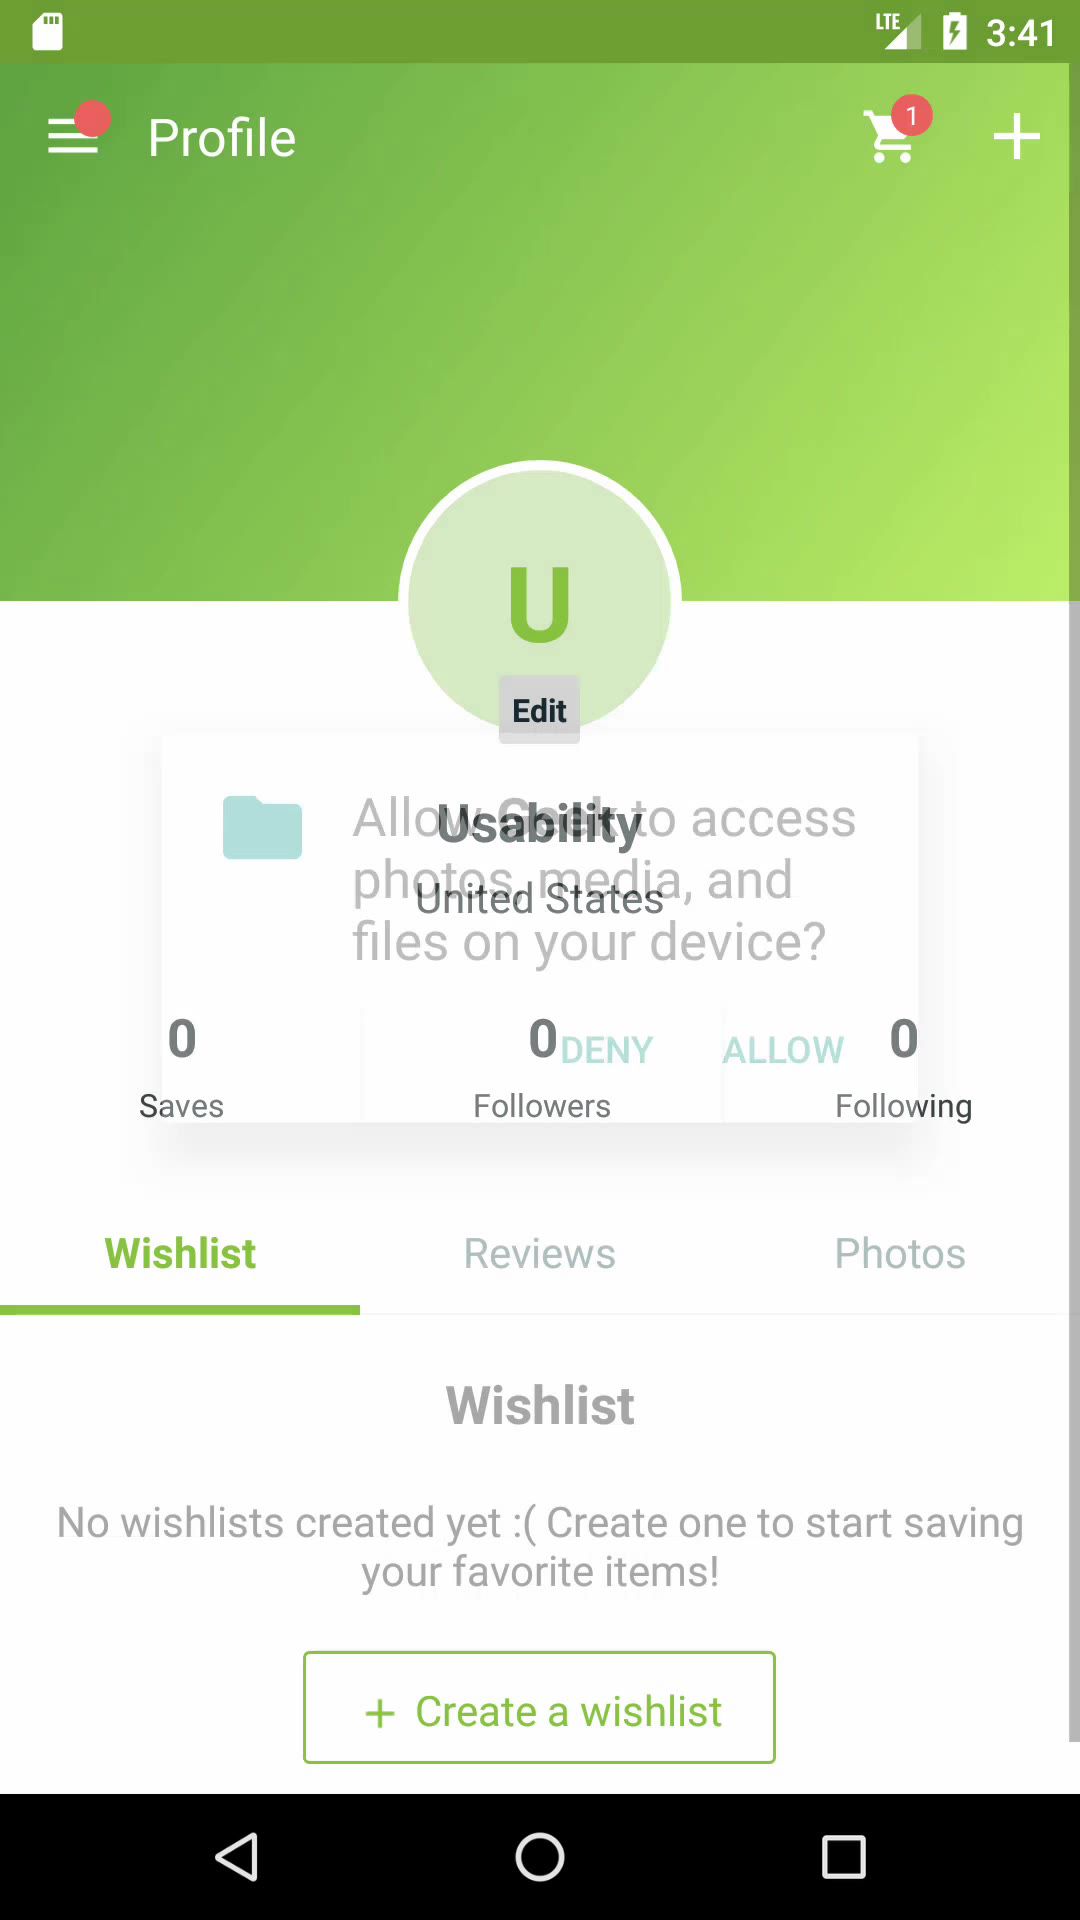 LTE 3:41
Profile
1
U
Edit
Allow Geek to access
Usability
photos, media, and
United States
files on your device?
0 0 0
DENY ALLOW
Saves Followers Following
Wishlist Reviews Photos
Wishlist
No wishlists created yet :( Create one to start saving
your favorite items!
+ Create a wishlist